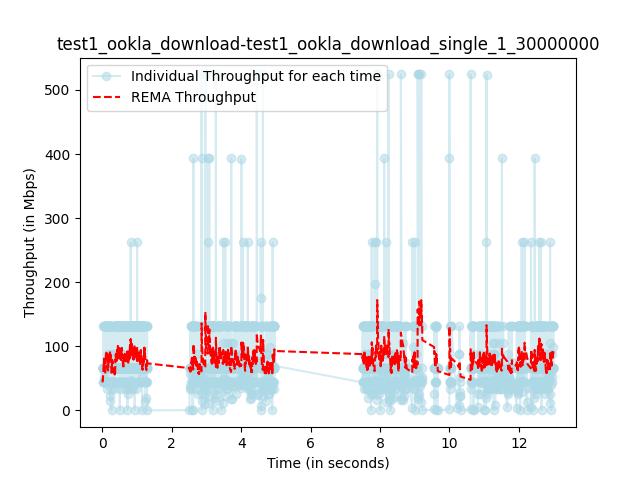 test1_ookla_download-test1_ookla_download_single_1_30000000
Individual Throughput for each time
REMA Throughput
Throughput (in Mbps)
500
400
300
200
100
0
0 2 4 6 8 10 12
Time (in seconds)